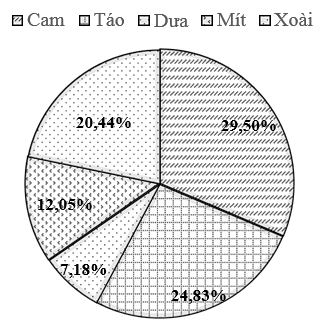 Cam Táo Dưa Mít Xoài
20,44% 29,50%
12,05%
7,18%
24,83%